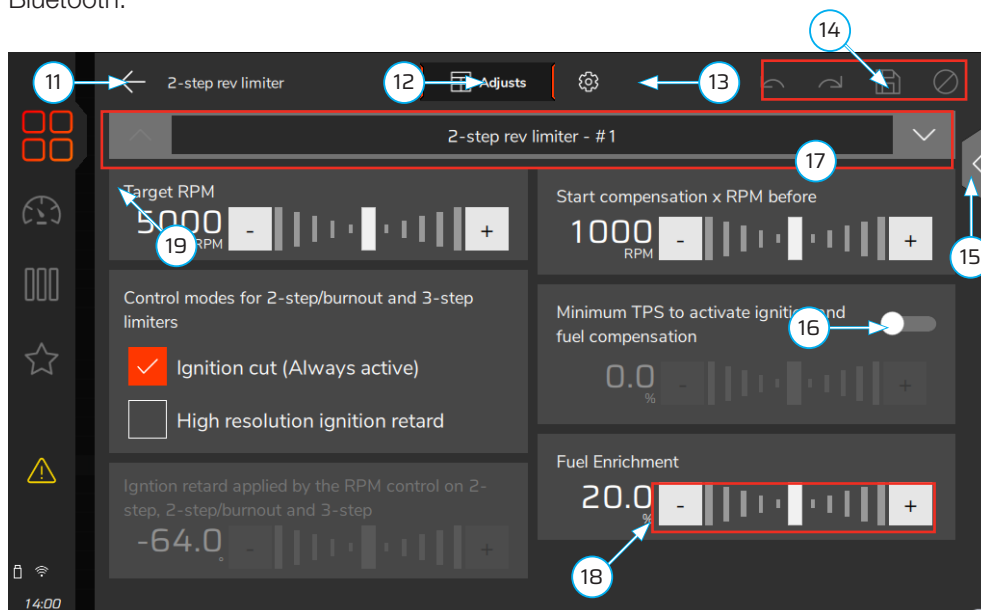 Bluetooth.
14
11
2-step rev limiter
12
Adjusts
13
2-step rev limiter - #1
17
Target RPM
5000
RPM
- +
19
Start compensation x RPM before
1000
RPM
- +
15
Control modes for 2-step/burnout and 3-step
limiters
Ignition cut (Always active)
High resolution ignition retard
Minimum TPS to activate ignition and
fuel compensation
16
0.0
%
- +
Igntion retard applied by the RPM control on 2-
step, 2-step/burnout and 3-step
-64.0
°
- +
Fuel Enrichment
20.0
%
- +
18
14:00